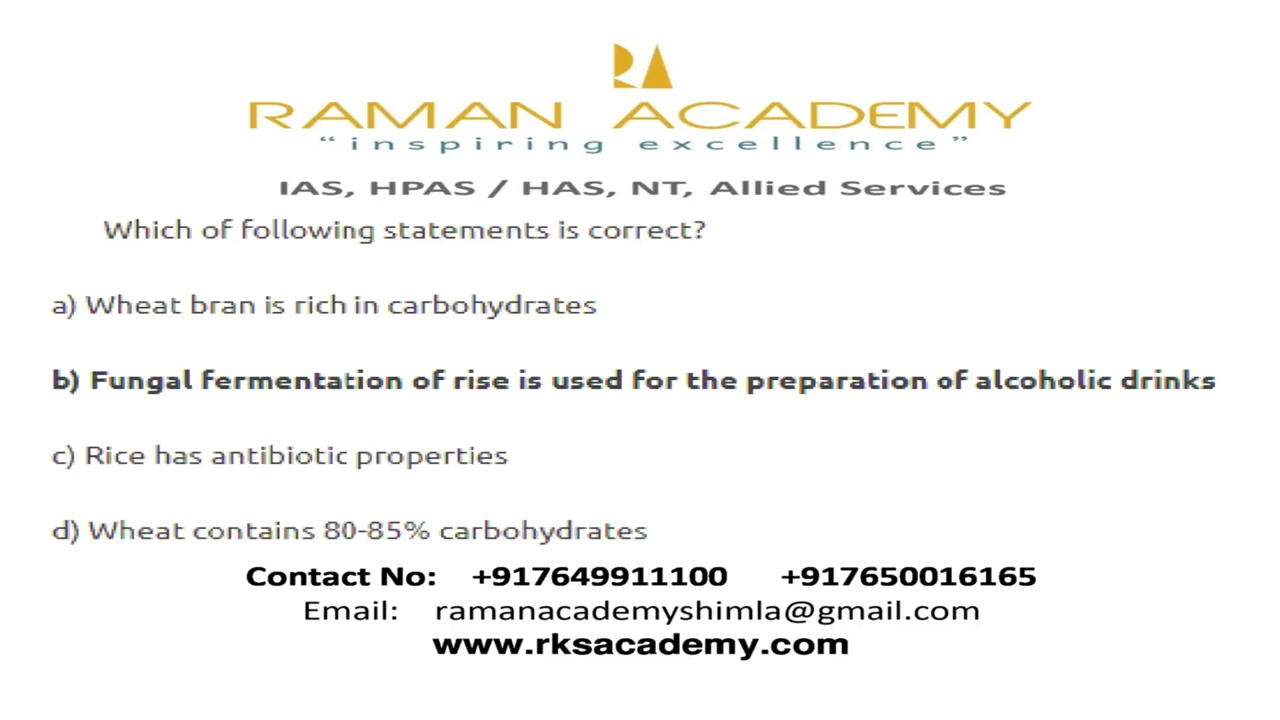 RA
RAMAN ACADEMY
“inspiring excellence”
IAS, HPAS / HAS, NT, Allied Services
Which of following statements is correct?
a) Wheat bran is rich in carbohydrates
b) Fungal fermentation of rise is used for the preparation of alcoholic drinks
c) Rice has antibiotic properties
d) Wheat contains 80-85% carbohydrates
Contact No: +917649911100 +917650016165
Email: ramanacademyshimla@gmail.com
www.rksacademy.com